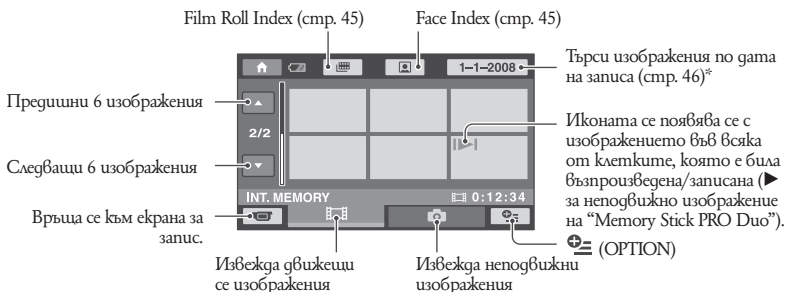 Film Roll Index (стр. 45)
Face Index (стр. 45)
1–1–2008
Търси изображения по дата
на записа (стр. 46)*
Предишни 6 изображения
2/2
Следващи 6 изображения
Иконата се появява се с
изображението във всяка
от клетките, която е била
възпроизведена/записана (▶
за неподвижно изображение
на “Memory Stick PRO Duo”).
INT. MEMORY
0:12:34
Връща се към екрана за
запис.
(OPTION)
Извежда движещи
се изображения
Извежда неподвижни
изображения